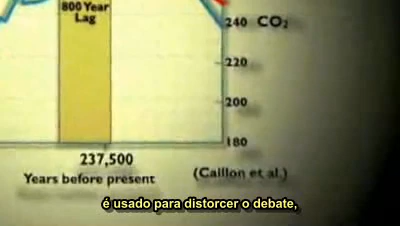 800 Year
Lag
240 CO₂
220
200
180
237,500
Years before present
(Caillon et al.)
é usado para distorcer o debate,